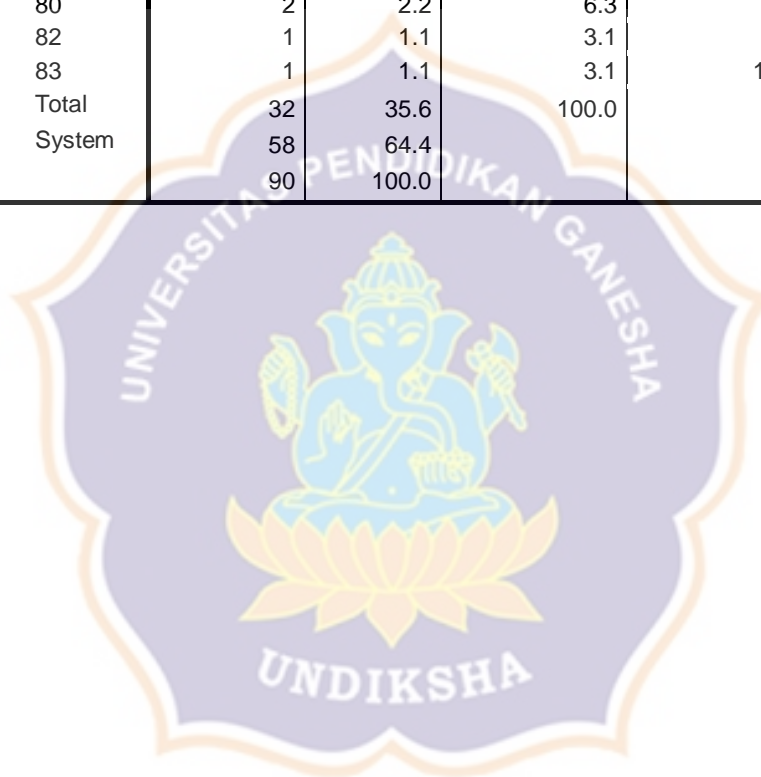 80 2 2.2 6.3
82 1 1.1 3.1
83 1 1.1 3.1 1
Total 32 35.6 100.0
System 58 64.4
90 100.0
UNIVERSITAS PENDIDIKAN GANESHA
UNDIKSHA